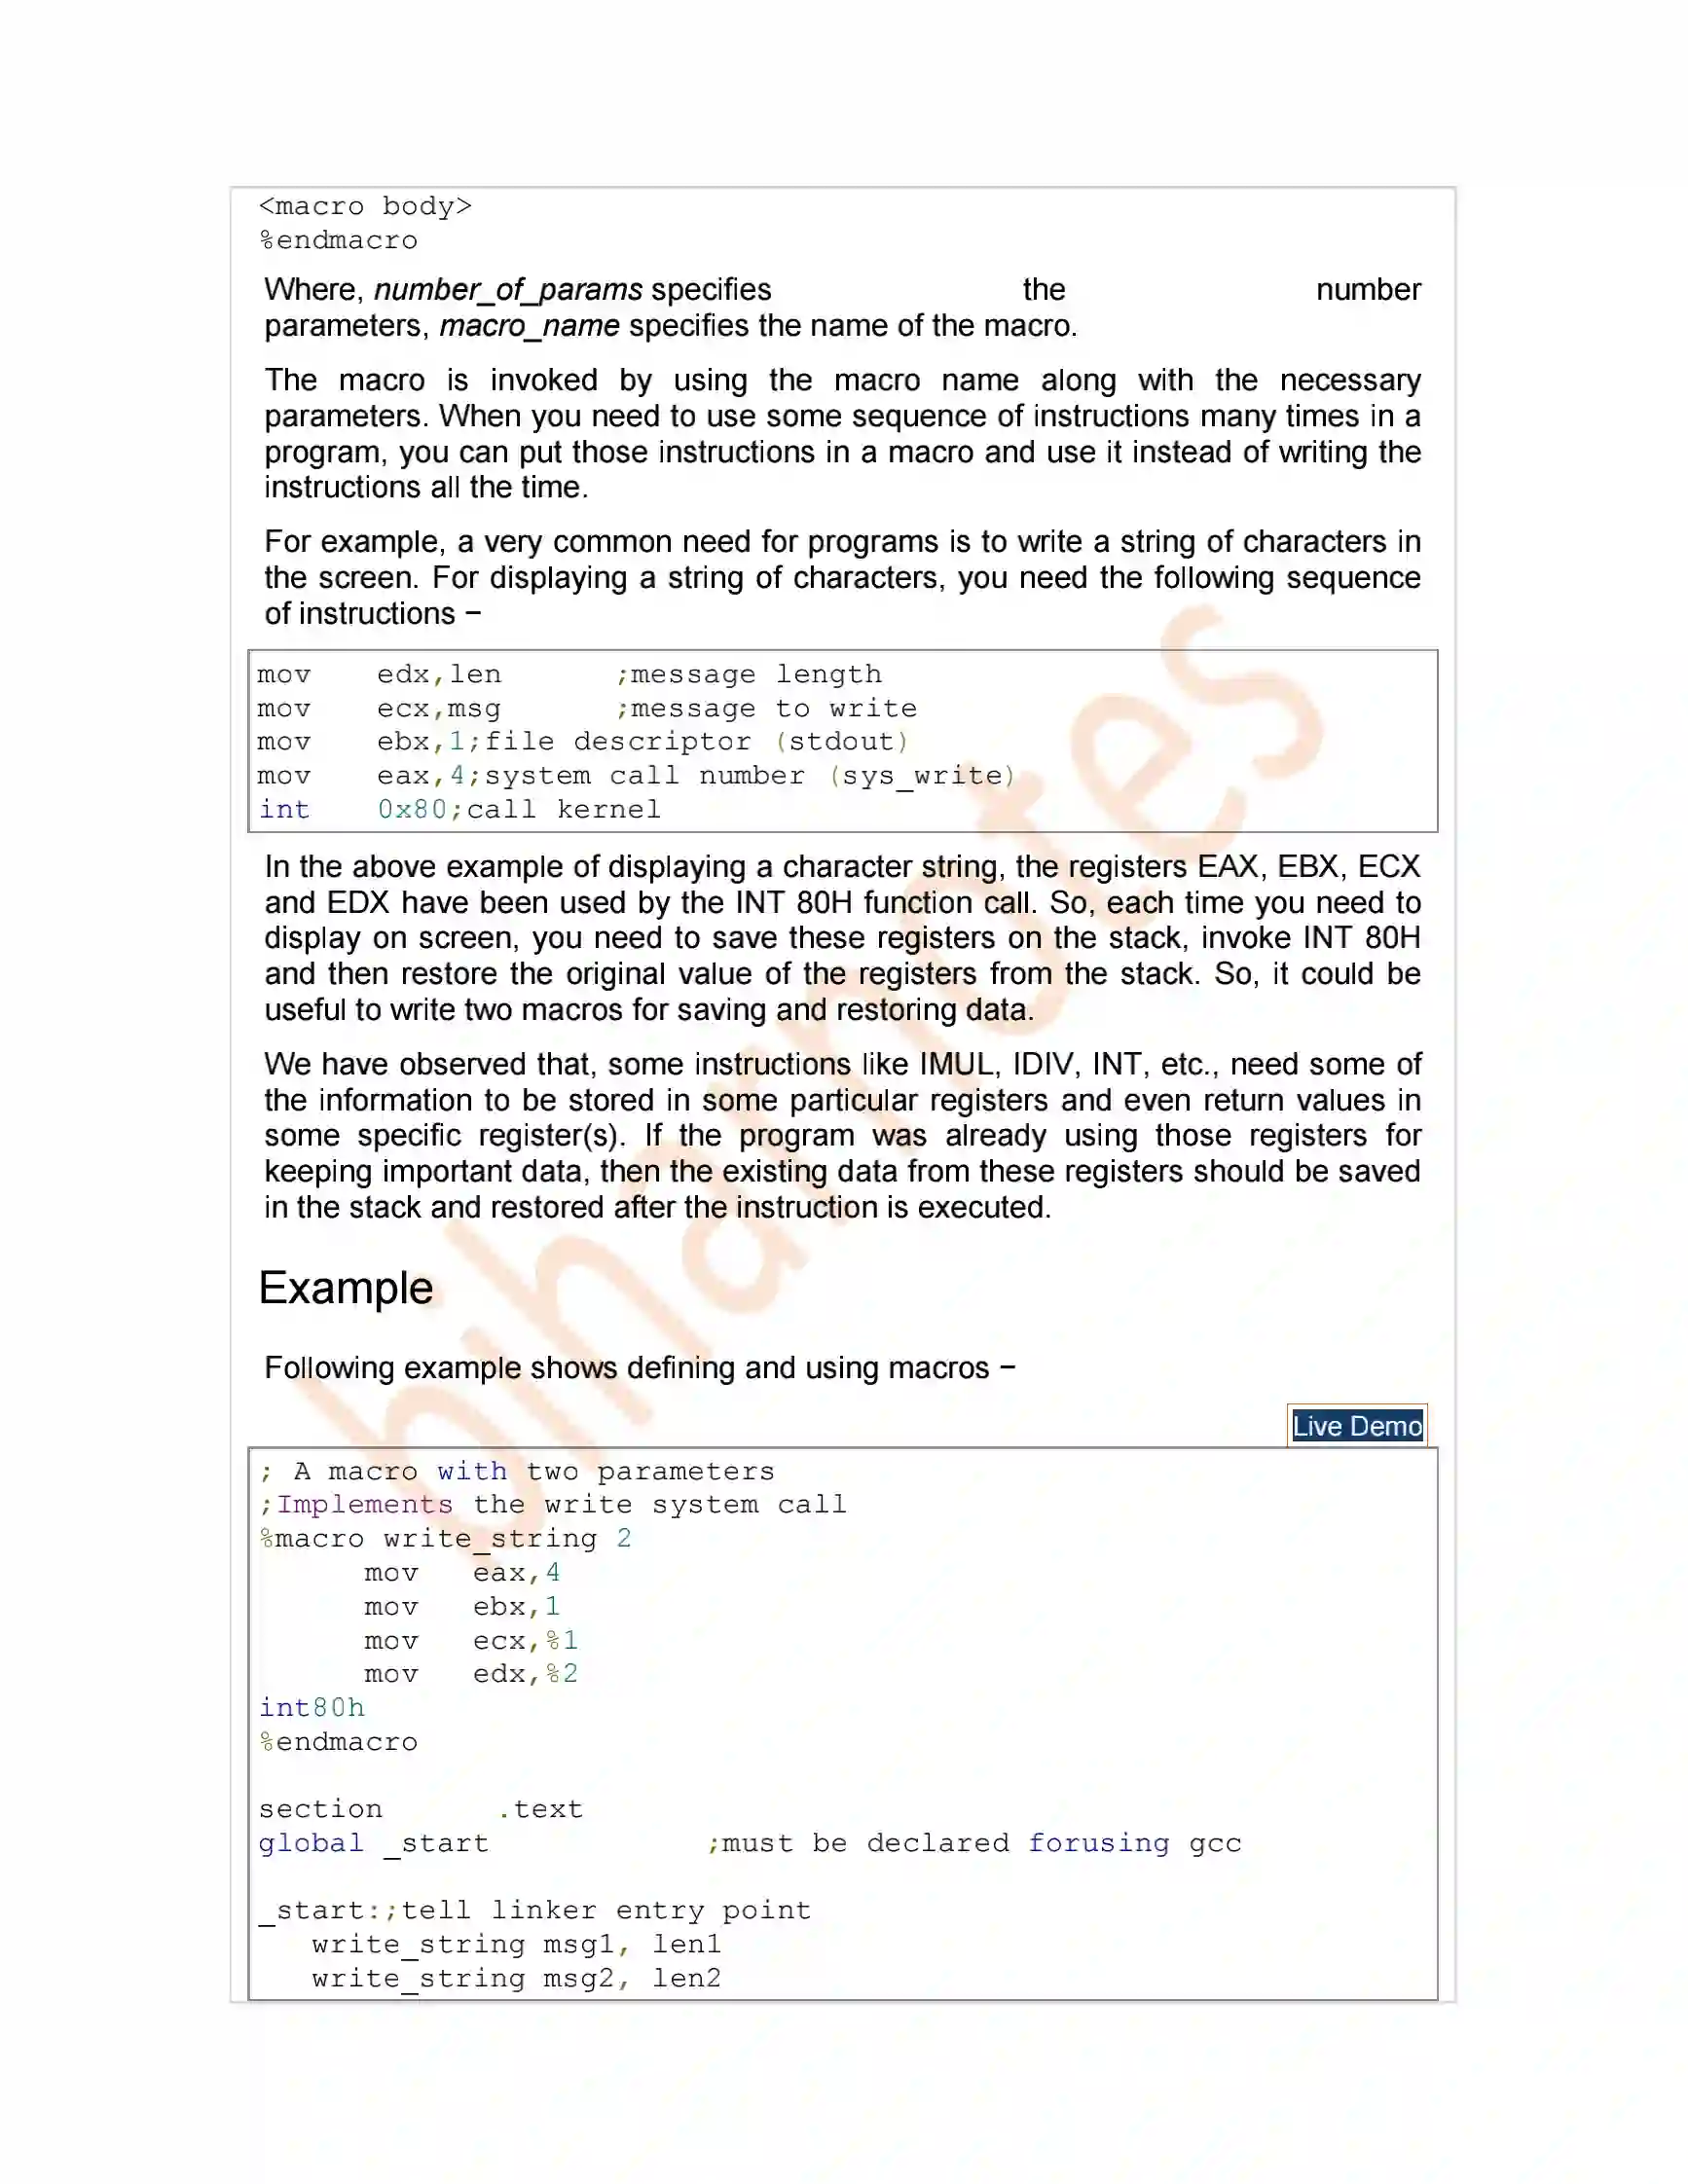 <macro body>
%endmacro
Where, number_of_params specifies the number
parameters, macro_name specifies the name of the macro.
The macro is invoked by using the macro name along with the necessary
parameters. When you need to use some sequence of instructions many times in a
program, you can put those instructions in a macro and use it instead of writing the
instructions all the time.
For example, a very common need for programs is to write a string of characters in
the screen. For displaying a string of characters, you need the following sequence
of instructions −
mov edx,len ;message length
mov ecx,msg ;message to write
mov ebx,1;file descriptor (stdout)
mov eax,4;system call number (sys_write)
int 0x80;call kernel
In the above example of displaying a character string, the registers EAX, EBX, ECX
and EDX have been used by the INT 80H function call. So, each time you need to
display on screen, you need to save these registers on the stack, invoke INT 80H
and then restore the original value of the registers from the stack. So, it could be
useful to write two macros for saving and restoring data.
We have observed that, some instructions like IMUL, IDIV, INT, etc., need some of
the information to be stored in some particular registers and even return values in
some specific register(s). If the program was already using those registers for
keeping important data, then the existing data from these registers should be saved
in the stack and restored after the instruction is executed.
Example
Following example shows defining and using macros −
Live Demo
; A macro with two parameters
;Implements the write system call
%macro write_string 2
mov eax,4
mov ebx,1
mov ecx,%1
mov edx,%2
int80h
%endmacro
section .text
global _start ;must be declared forusing gcc
_start:;tell linker entry point
write_string msg1, len1
write_string msg2, len2
biharnotes